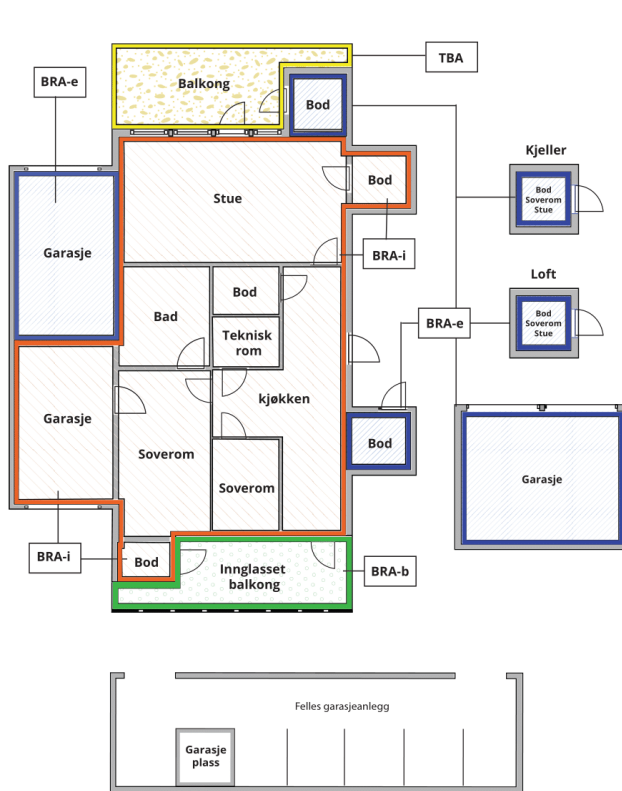 TBA
BRA-e
Balkong
Bod
Kjeller
Bod
Soverom
Stue
Stue
Bod
Garasje
BRA-i
Loft
Bod
Bad
Teknisk
rom
BRA-e
Bod
Soverom
Stue
kjøkken
Garasje
Soverom
Bod
Garasje
Soverom
BRA-i
Bod
Innglasset
balkong
BRA-b
Felles garasjeanlegg
Garasje
plass